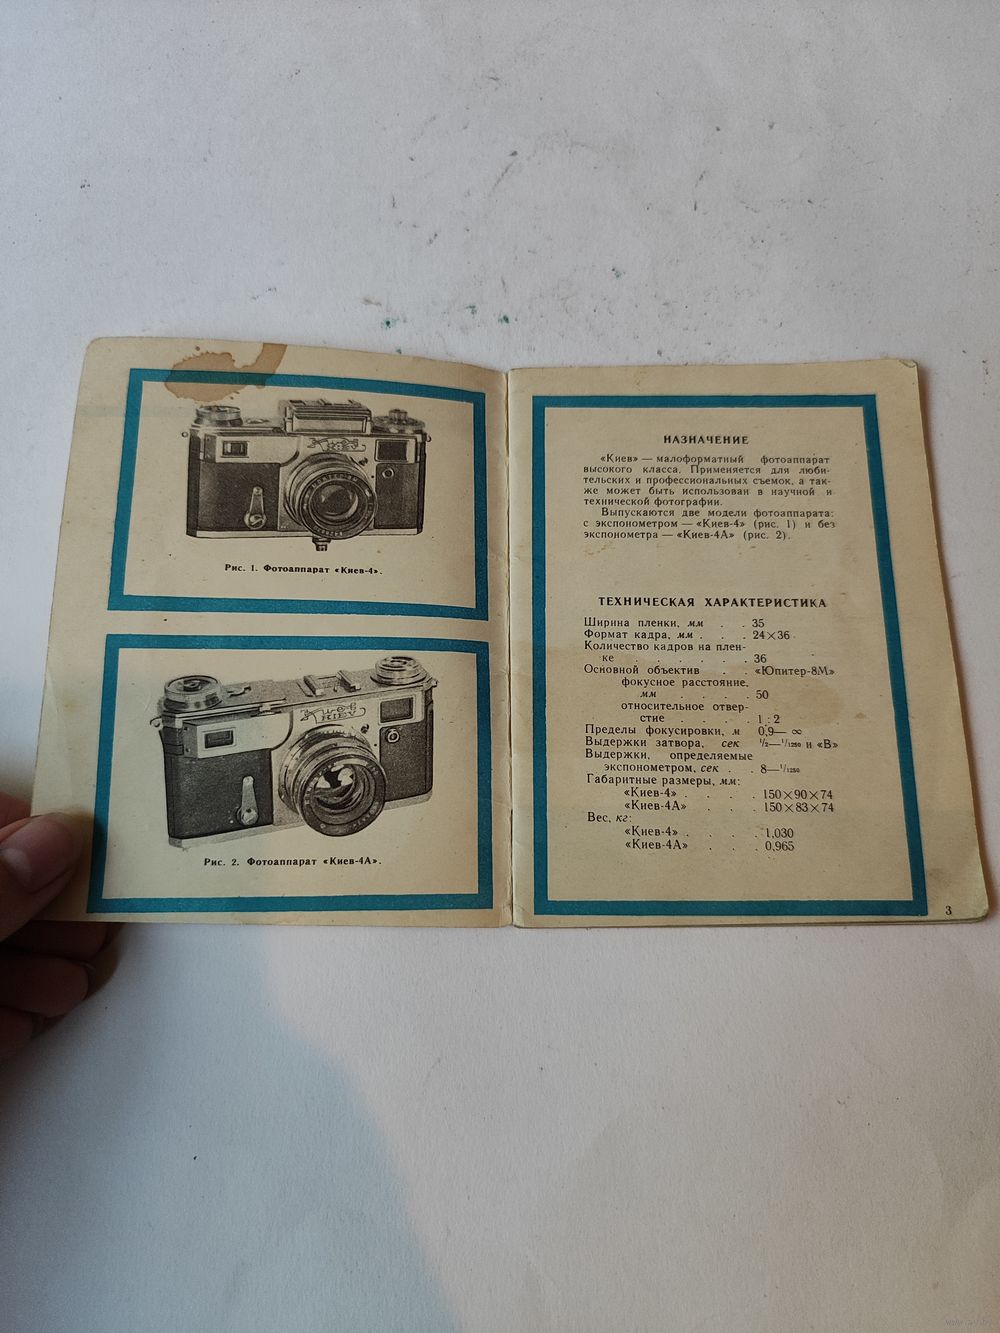 Киев
KIEV
Рис. 1. Фотоаппарат «Киев-4».
Киев
KIEV
Рис. 2. Фотоаппарат «Киев-4А».
НАЗНАЧЕНИЕ
«Киев» — малоформатный фотоаппарат
высокого класса. Применяется для люби-
тельских и профессиональных съемок, а так-
же может быть использован в научной и
технической фотографии.
Выпускаются две модели фотоаппарата:
с экспонометром — «Киев-4» (рис. 1) и без
экспонометра — «Киев-4А» (рис. 2).
ТЕХНИЧЕСКАЯ ХАРАКТЕРИСТИКА
Ширина пленки, мм . . 35
Формат кадра, мм . . . 24×36
Количество кадров на плен-
ке . . . . . . 36
Основной объектив . . «Юпитер-8М»
фокусное расстояние,
мм . . . . 50
относительное отвер-
стие . . . . 1 : 2
Пределы фокусировки, м 0,9— ∞
Выдержки затвора, сек 1/2—1/1250 и «В»
Выдержки, определяемые
экспонометром, сек . . 8—1/1250
Габаритные размеры, мм:
«Киев-4» . . . . 150×90×74
«Киев-4А» . . . 150×83×74
Вес, кг:
«Киев-4» . . . . 1,030
«Киев-4А» . . . 0,965
3